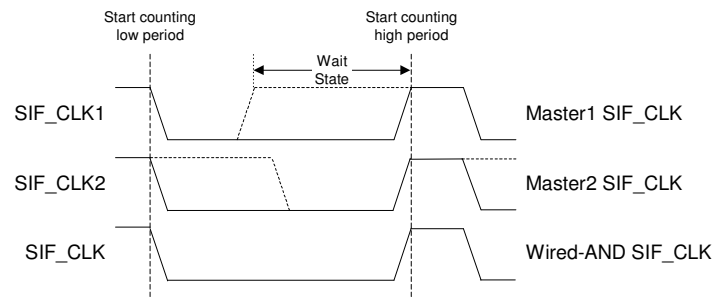 Start counting
low period
Start counting
high period
Wait
State
SIF_CLK1
Master1 SIF_CLK
SIF_CLK2
Master2 SIF_CLK
SIF_CLK
Wired-AND SIF_CLK